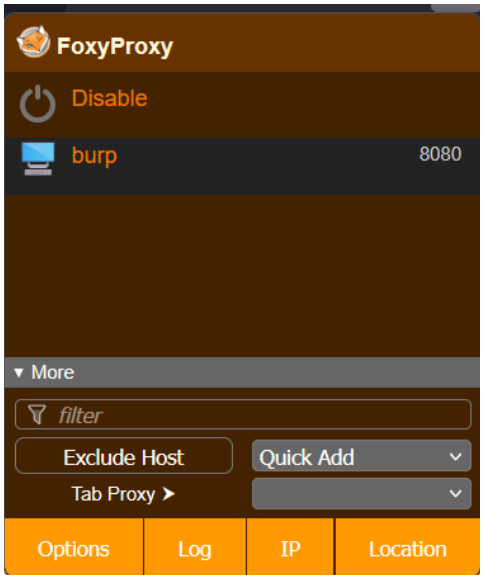 FoxyProxy
Disable
burp 8080
▾ More
filter
Exclude Host Quick Add
Tab Proxy ➤
Options Log IP Location